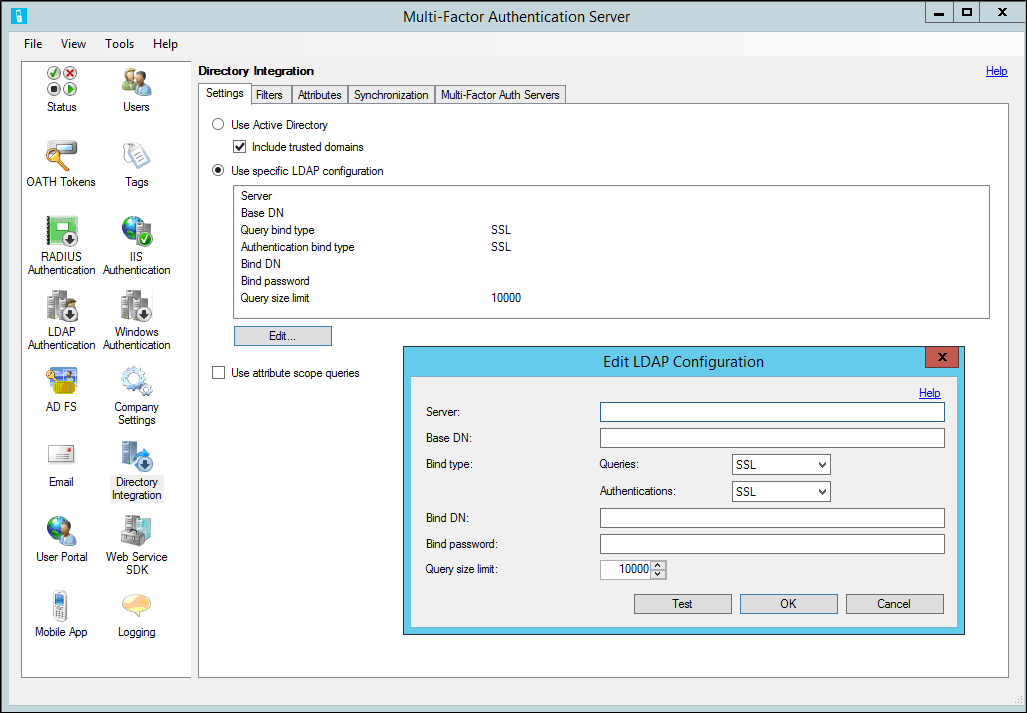 Multi-Factor Authentication Server
File View Tools Help
Status
Users
OATH Tokens
Tags
RADIUS
Authentication
IIS
Authentication
LDAP
Authentication
Windows
Authentication
AD FS
Company
Settings
Email
Directory
Integration
User Portal
Web Service
SDK
Mobile App
Logging
Directory Integration
Help
Settings Filters Attributes Synchronization Multi-Factor Auth Servers
Use Active Directory
Include trusted domains
Use specific LDAP configuration
Server
Base DN
Query bind type SSL
Authentication bind type SSL
Bind DN
Bind password
Query size limit 10000
Edit...
Use attribute scope queries
Edit LDAP Configuration
Help
Server:
Base DN:
Bind type: Queries: SSL
Authentications: SSL
Bind DN:
Bind password:
Query size limit: 10000
Test OK Cancel